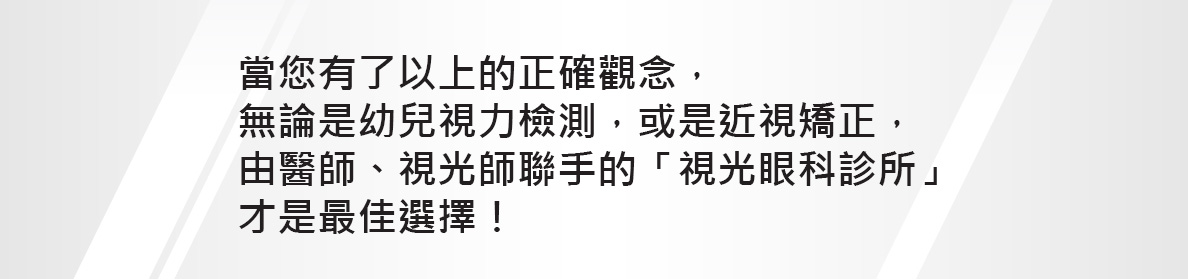 當您有了以上的正確觀念，
無論是幼兒視力檢測，或是近視矯正，
由醫師、視光師聯手的「視光眼科診所」
才是最佳選擇！